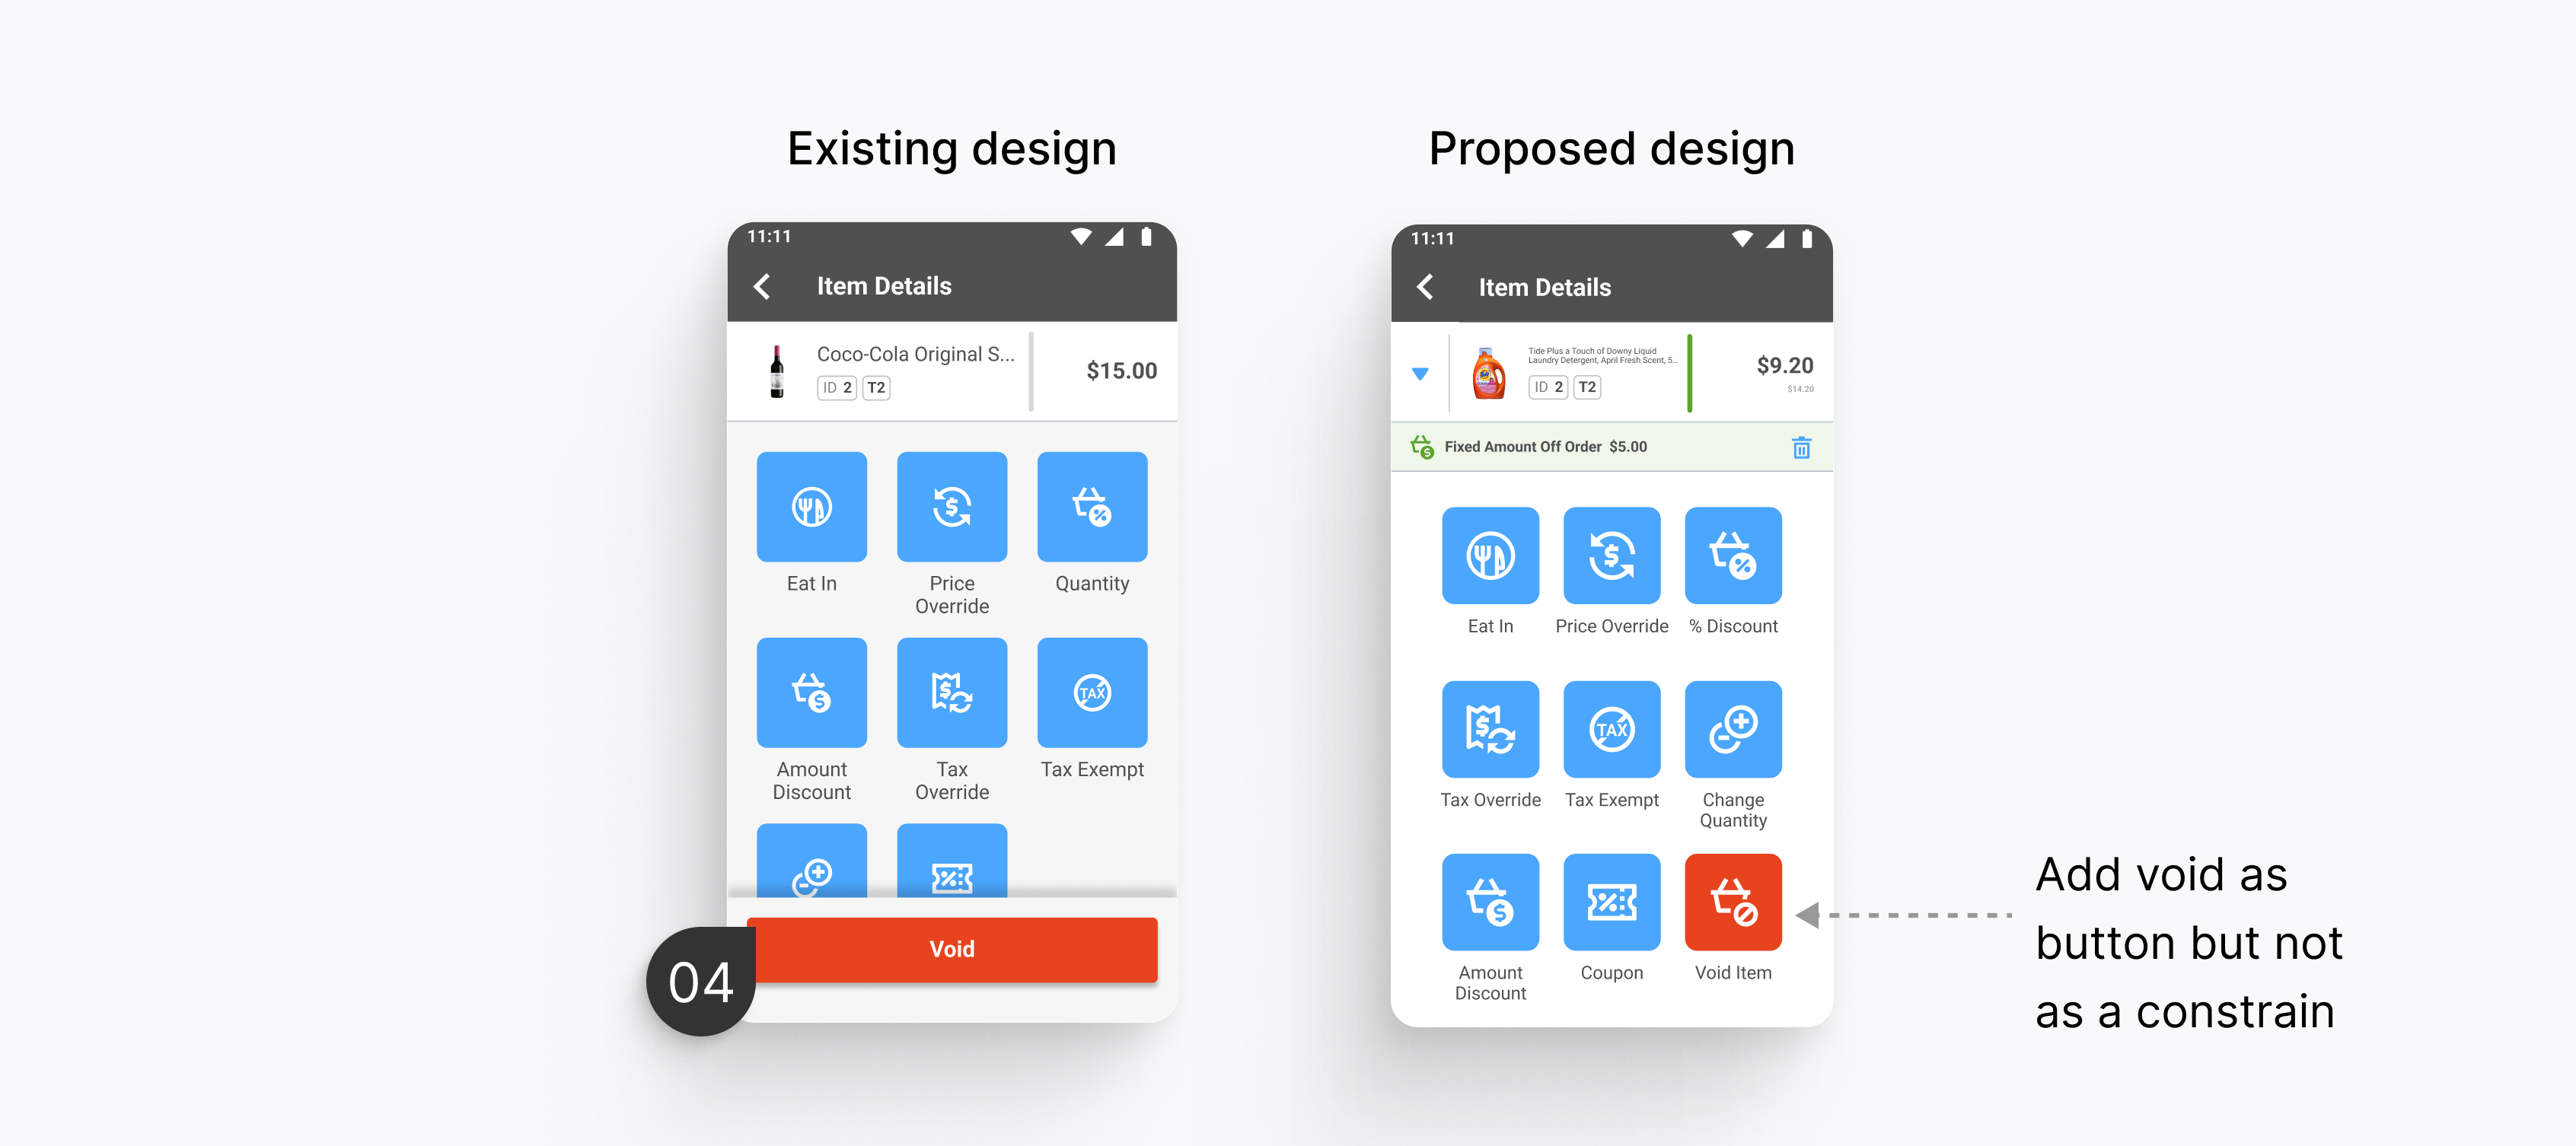 Existing design
Proposed design
11:11
Item Details
Coco-Cola Original S...
ID 2 T2
$15.00
Eat In
Price
Override
Quantity
Amount
Discount
Tax
Override
TAX
Tax Exempt
Void
04
11:11
Item Details
Tide Plus a Touch of Downy Liquid
Laundry Detergent, April Fresh Scent, 5...
ID 2 T2
$9.20
$14.20
Fixed Amount Off Order $5.00
Eat In
Price Override
% Discount
Tax Override
TAX
Tax Exempt
Change
Quantity
Amount
Discount
Coupon
Void Item
Add void as
button but not
as a constrain